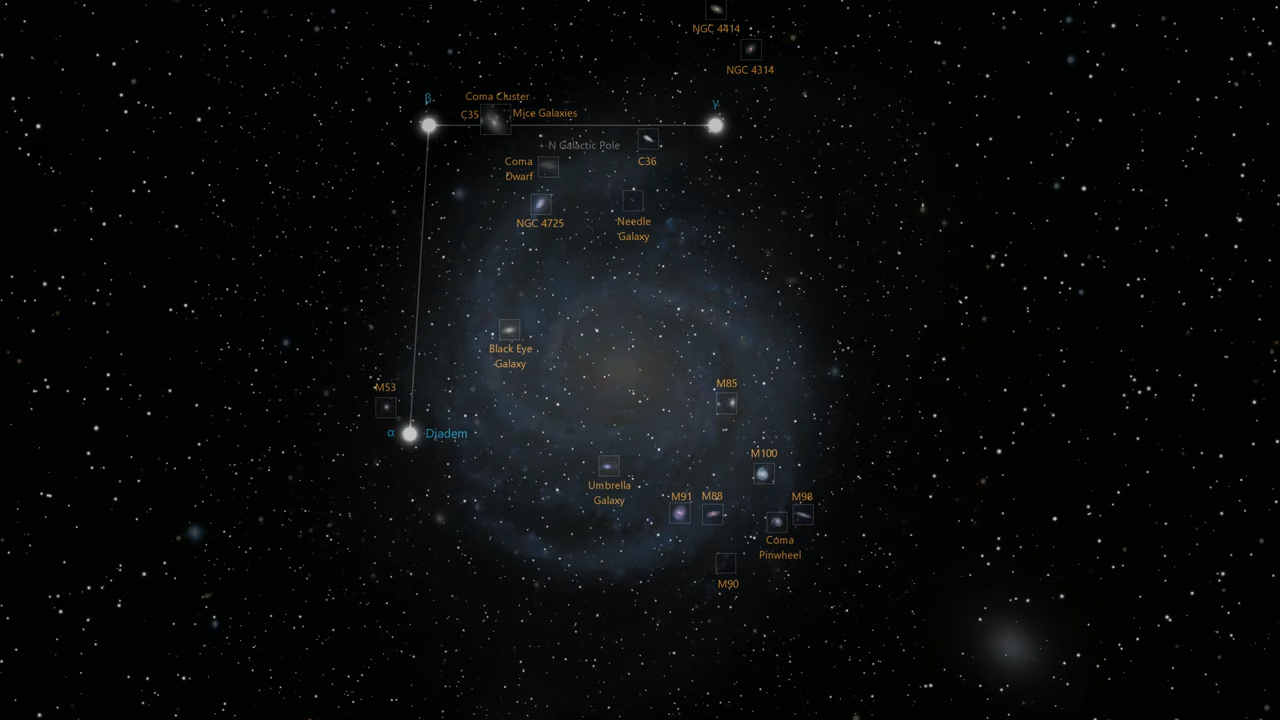 NGC 4414
NGC 4314
β
Coma Cluster
γ
C35
Mice Galaxies
+ N Galactic Pole
Coma
Dwarf
C36
NGC 4725
Needle
Galaxy
Black Eye
Galaxy
M53
M85
α
Diadem
M100
Umbrella
Galaxy
M91
M88
M98
Coma
Pinwheel
M90